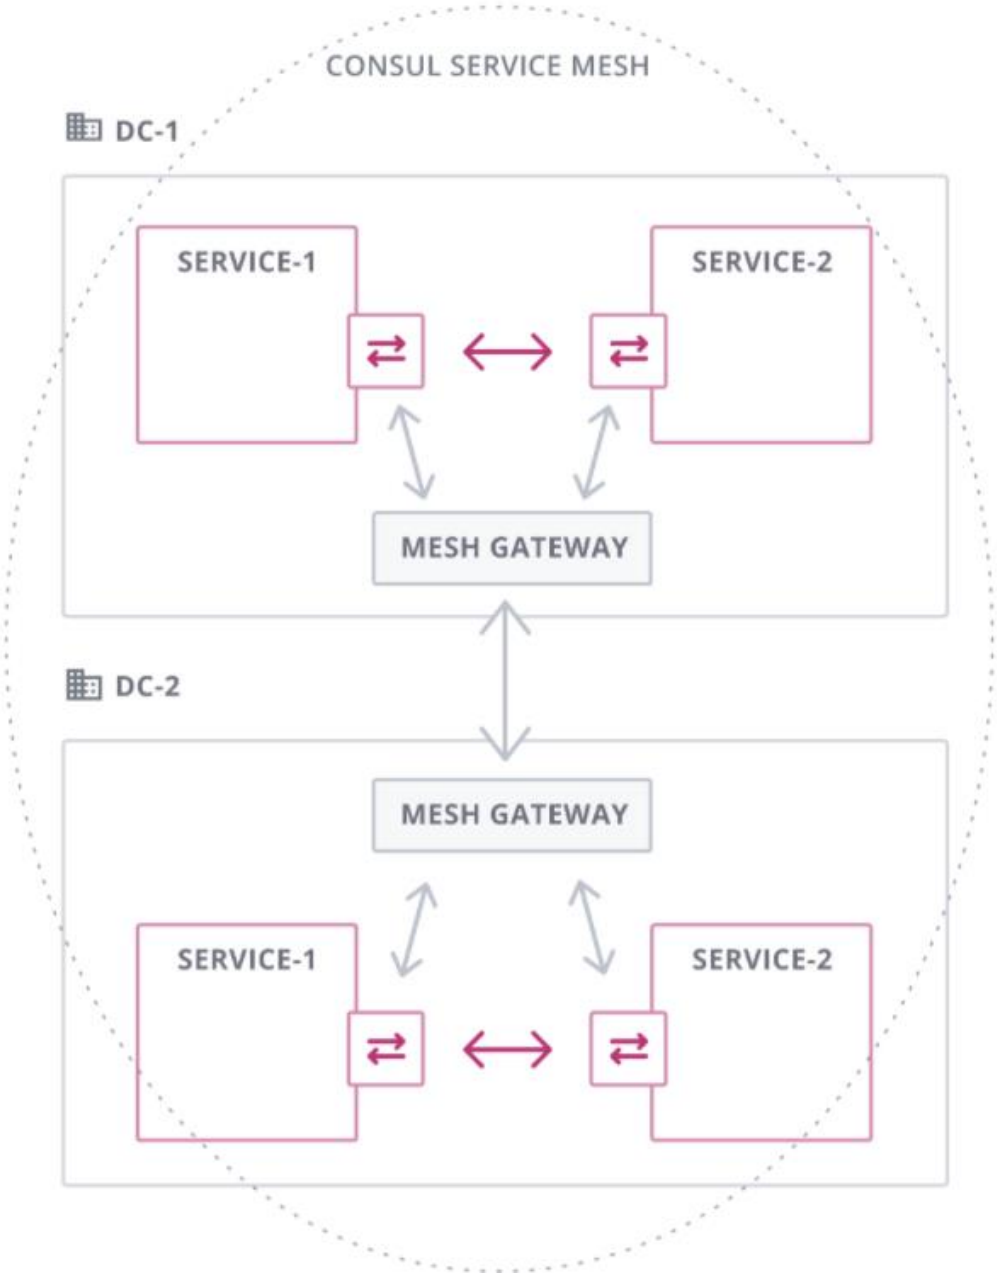 CONSUL SERVICE MESH
DC-1
SERVICE-1
SERVICE-2
MESH GATEWAY
DC-2
MESH GATEWAY
SERVICE-1
SERVICE-2